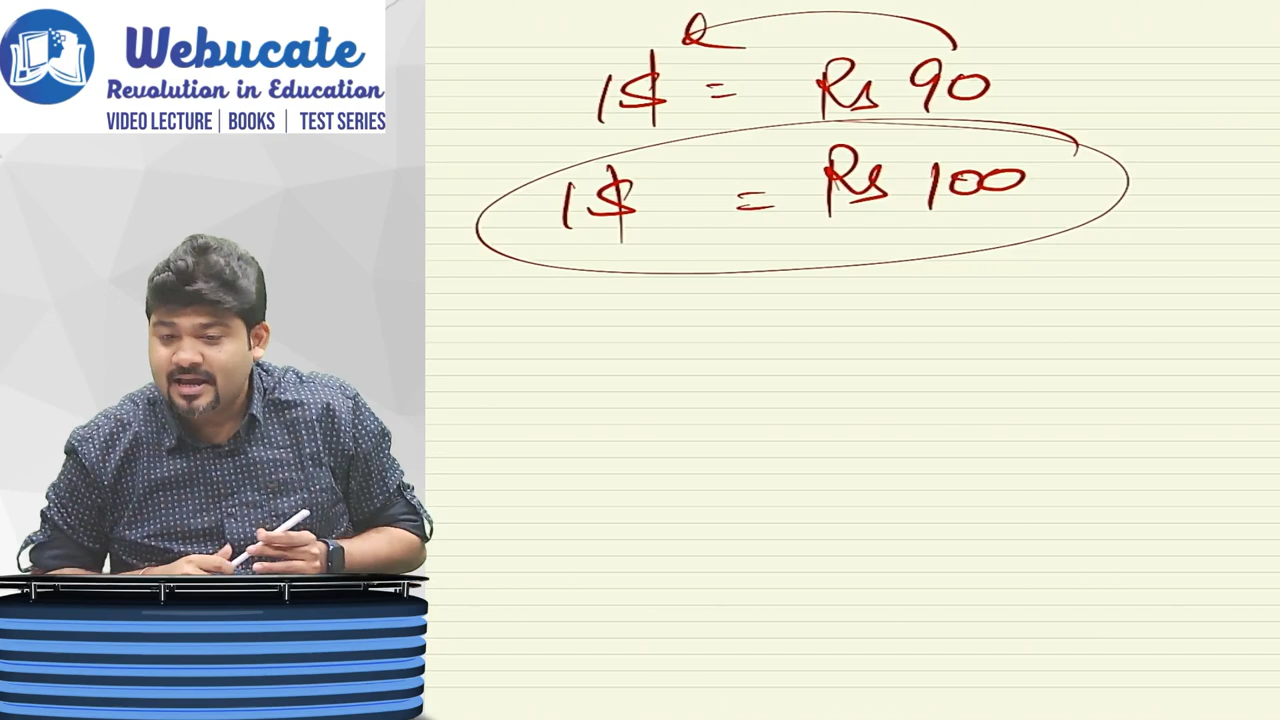 Webucate
Revolution in Education
VIDEO LECTURE | BOOKS | TEST SERIES
1$ = Rs 90
1$ = Rs 100